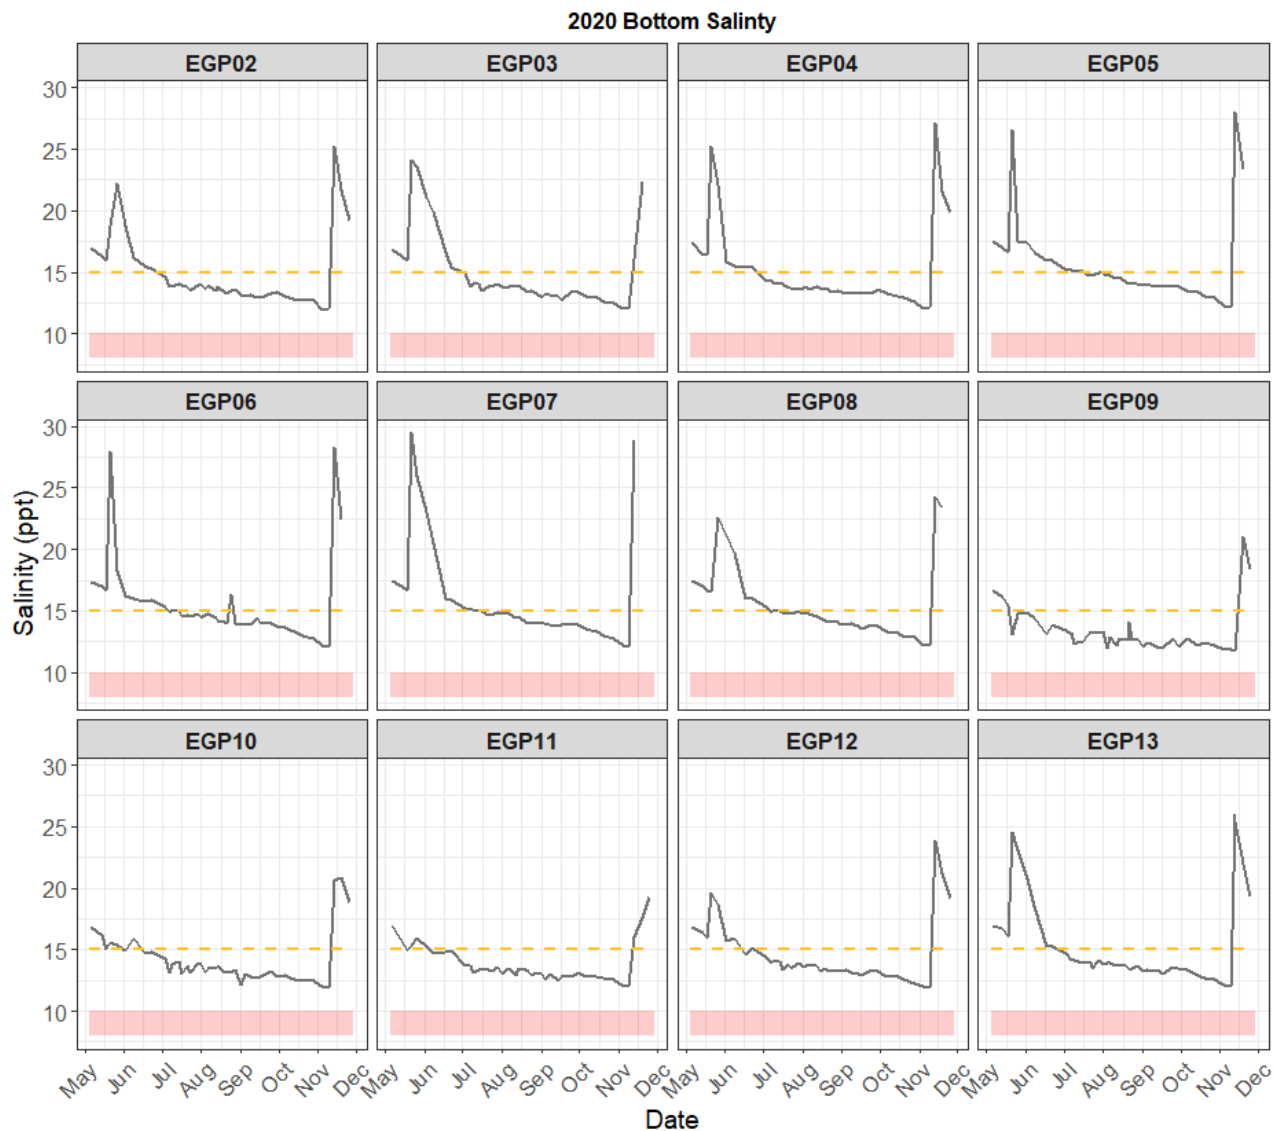 2020 Bottom Salinty
EGP02 EGP03 EGP04 EGP05
30
25
20
15
10
EGP06 EGP07 EGP08 EGP09
30
25
20
15
10
EGP10 EGP11 EGP12 EGP13
30
25
20
15
10
Salinity (ppt)
May Jun Jul Aug Sep Oct Nov Dec May Jun Jul Aug Sep Oct Nov Dec May Jun Jul Aug Sep Oct Nov Dec May Jun Jul Aug Sep Oct Nov Dec
Date